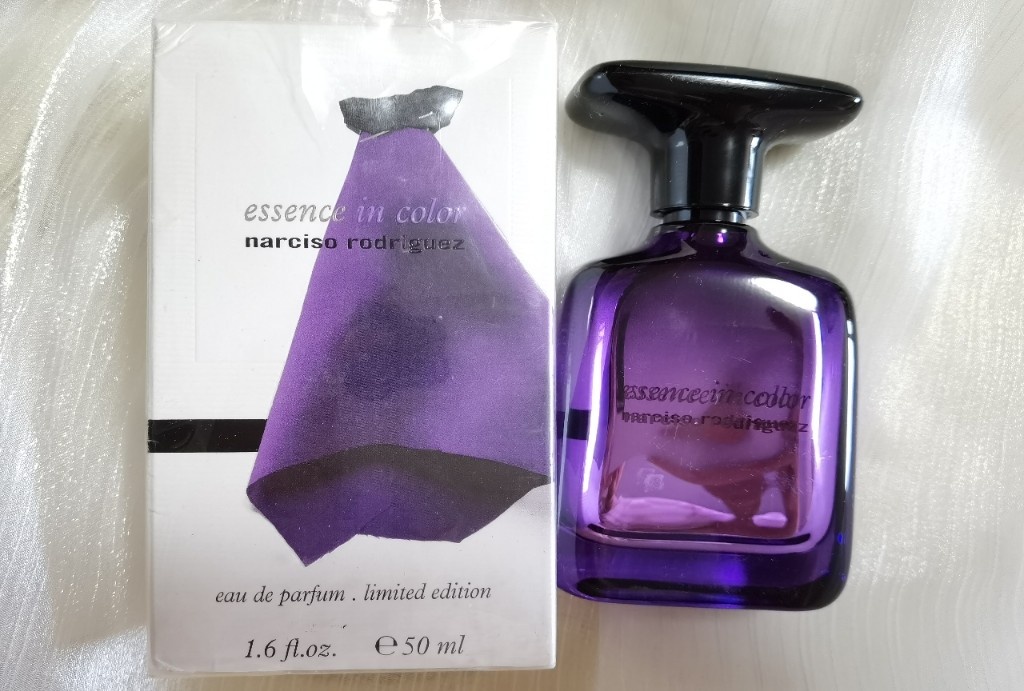 essence in color
narciso rodriguez
eau de parfum . limited edition
1.6 fl.oz. ℮ 50 ml
essence in color
narciso rodriguez